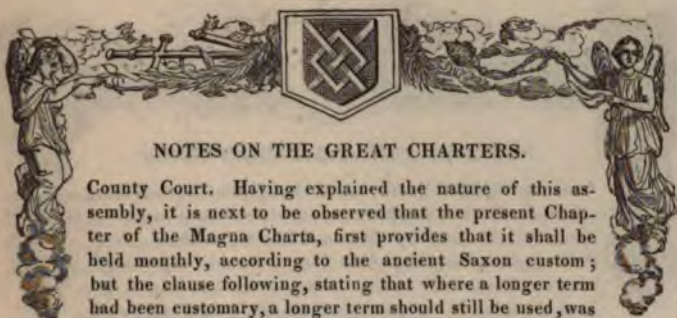 NOTES ON THE GREAT CHARTERS.
County Court. Having explained the nature of this as-
sembly, it is next to be observed that the present Chap-
ter of the Magna Charta, first provides that it shall be
held monthly, according to the ancient Saxon custom;
but the clause following, stating that where a longer term
had been customary, a longer term should still be used, was